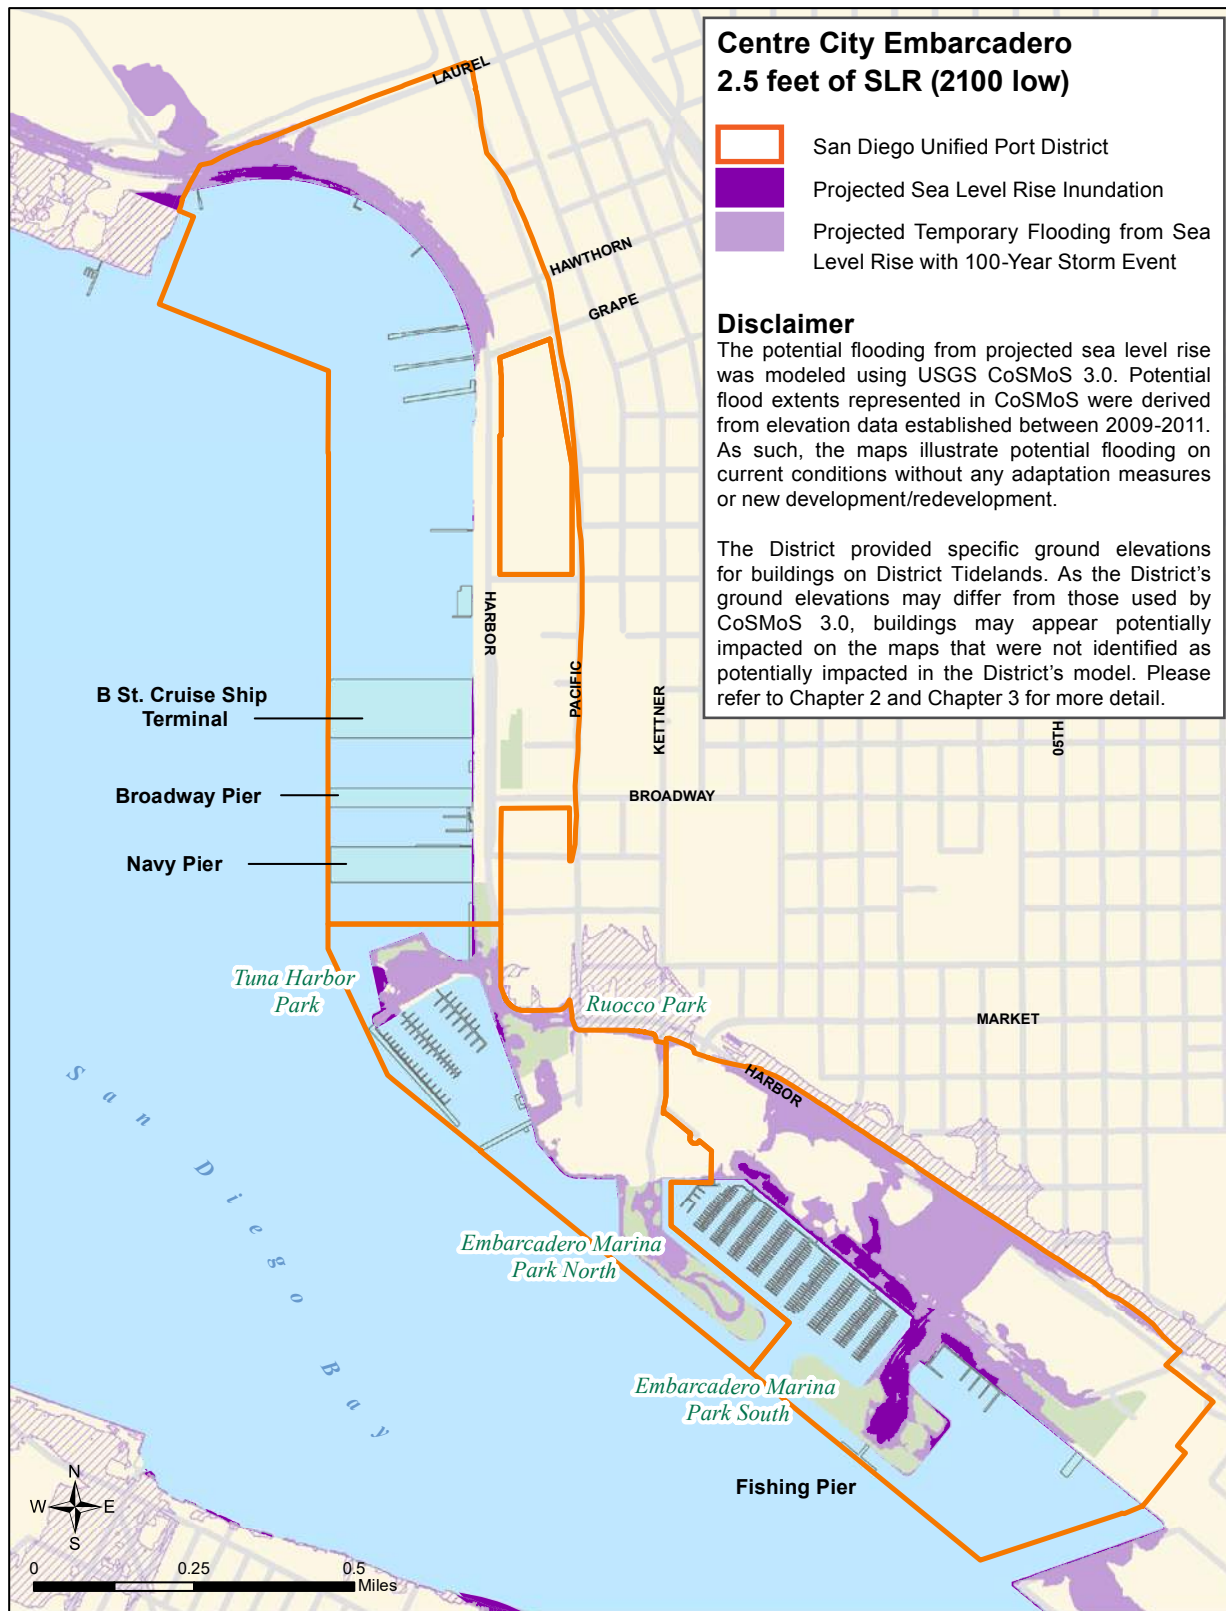 Centre City Embarcadero
2.5 feet of SLR (2100 low)
San Diego Unified Port District
Projected Sea Level Rise Inundation
Projected Temporary Flooding from Sea
Level Rise with 100-Year Storm Event
Disclaimer
The potential flooding from projected sea level rise
was modeled using USGS CoSMoS 3.0. Potential
flood extents represented in CoSMoS were derived
from elevation data established between 2009-2011.
As such, the maps illustrate potential flooding on
current conditions without any adaptation measures
or new development/redevelopment.
The District provided specific ground elevations
for buildings on District Tidelands. As the District's
ground elevations may differ from those used by
CoSMoS 3.0, buildings may appear potentially
impacted on the maps that were not identified as
potentially impacted in the District's model. Please
refer to Chapter 2 and Chapter 3 for more detail.
LAUREL
HAWTHORN
GRAPE
HARBOR
PACIFIC
KETTNER
05TH
B St. Cruise Ship
Terminal
Broadway Pier
BROADWAY
Navy Pier
Tuna Harbor
Park
Ruocco Park
MARKET
HARBOR
San Diego Bay
Embarcadero Marina
Park North
Embarcadero Marina
Park South
Fishing Pier
N
W E
S
0 0.25 0.5
Miles